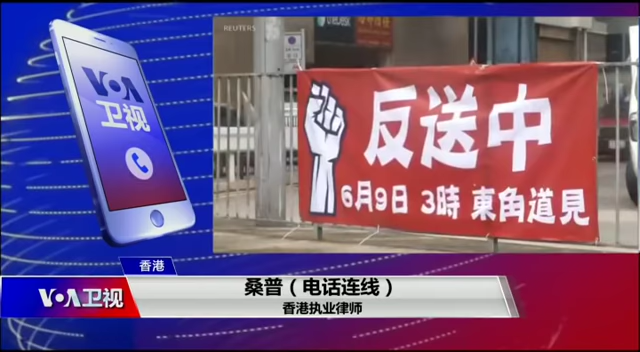 REUTERS
VOA
卫视
反送中
6月9日 3時 東角道見
香港
桑普（电话连线）
香港执业律师
VOA卫视